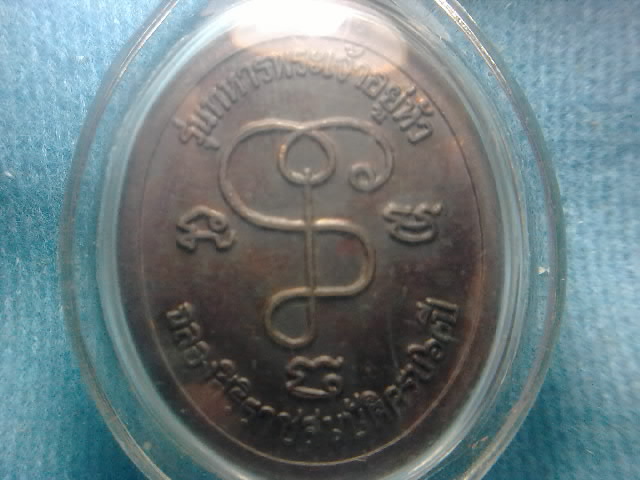 รุ่นทหารพระเจ้าอยู่หัว
ฉลองสิริราชสมบัติครบ๖๐ปี